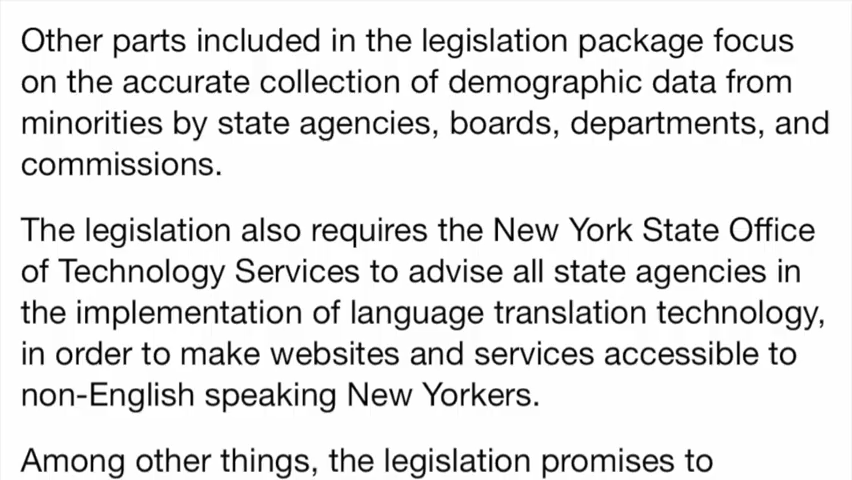 Other parts included in the legislation package focus
on the accurate collection of demographic data from
minorities by state agencies, boards, departments, and
commissions.
The legislation also requires the New York State Office
of Technology Services to advise all state agencies in
the implementation of language translation technology,
in order to make websites and services accessible to
non-English speaking New Yorkers.
Among other things, the legislation promises to